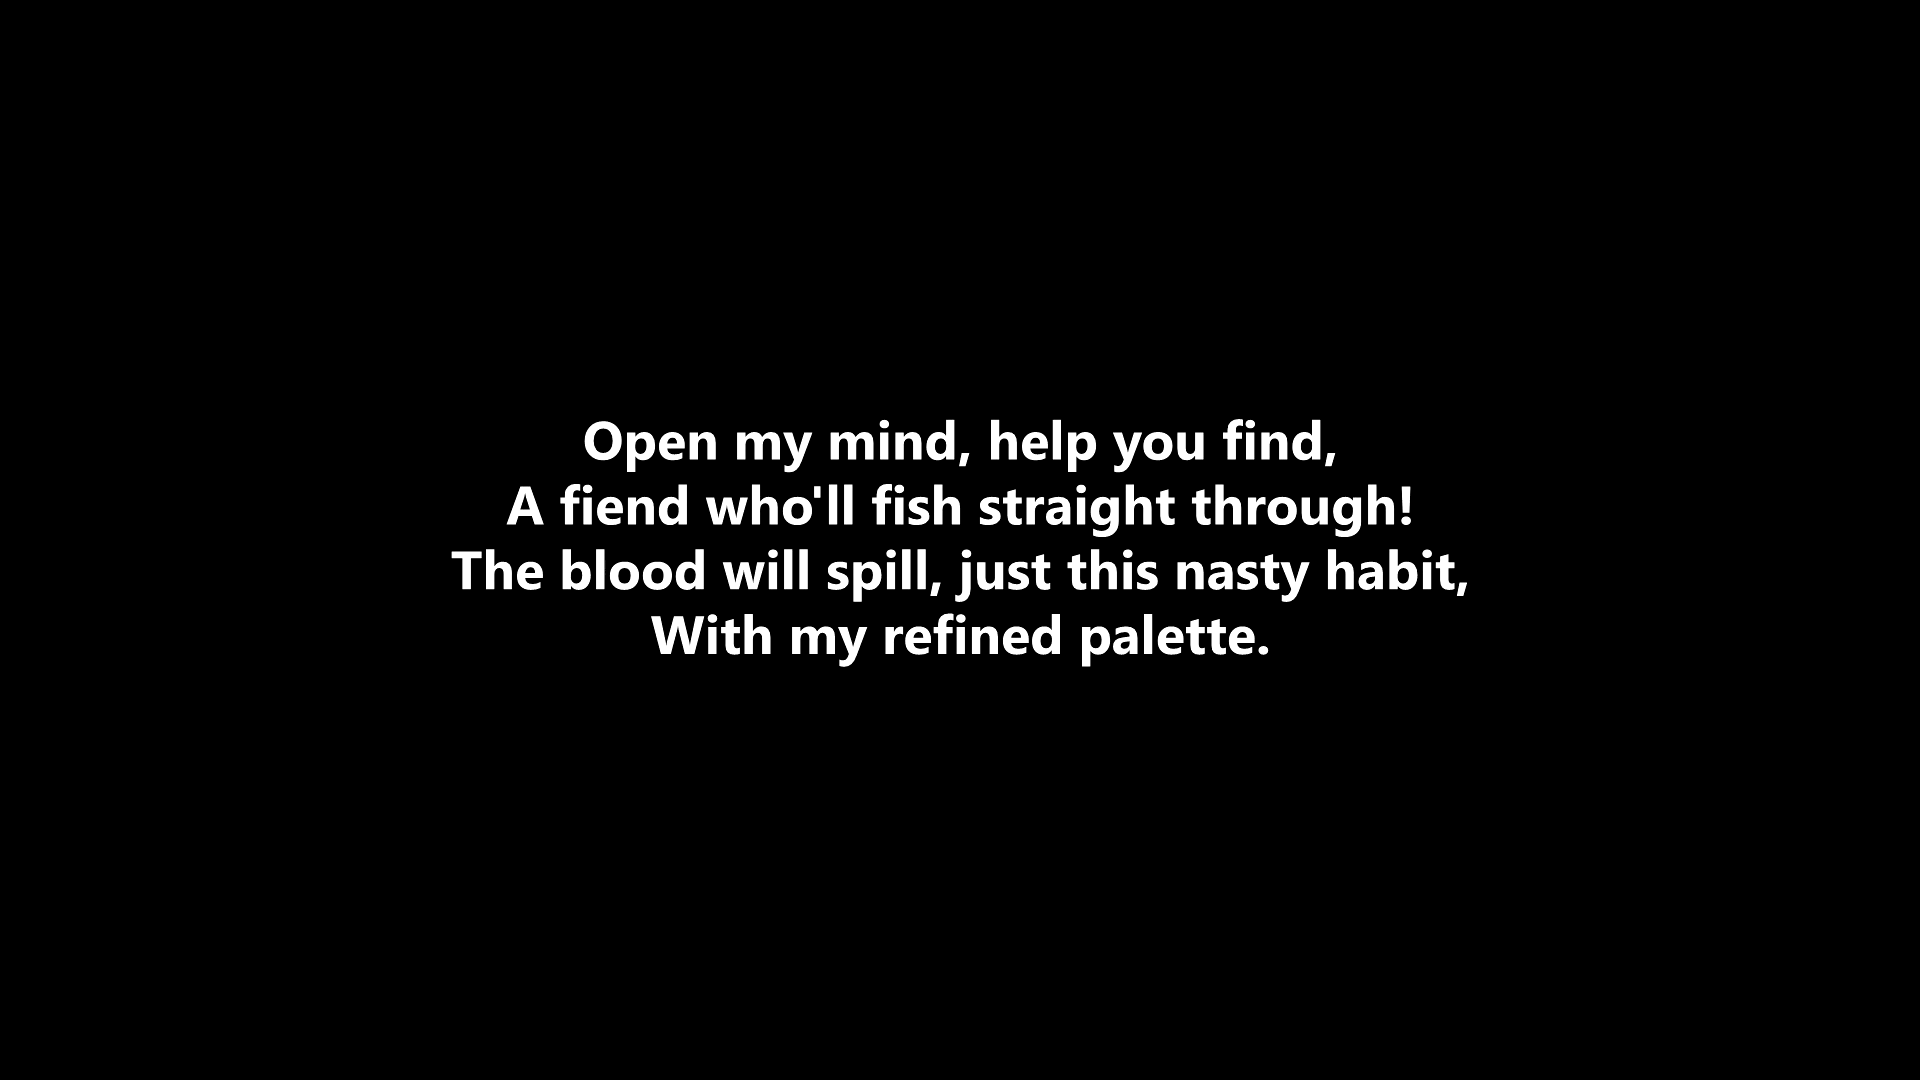 Open my mind, help you find,
A fiend who'll fish straight through!
The blood will spill, just this nasty habit,
With my refined palette.